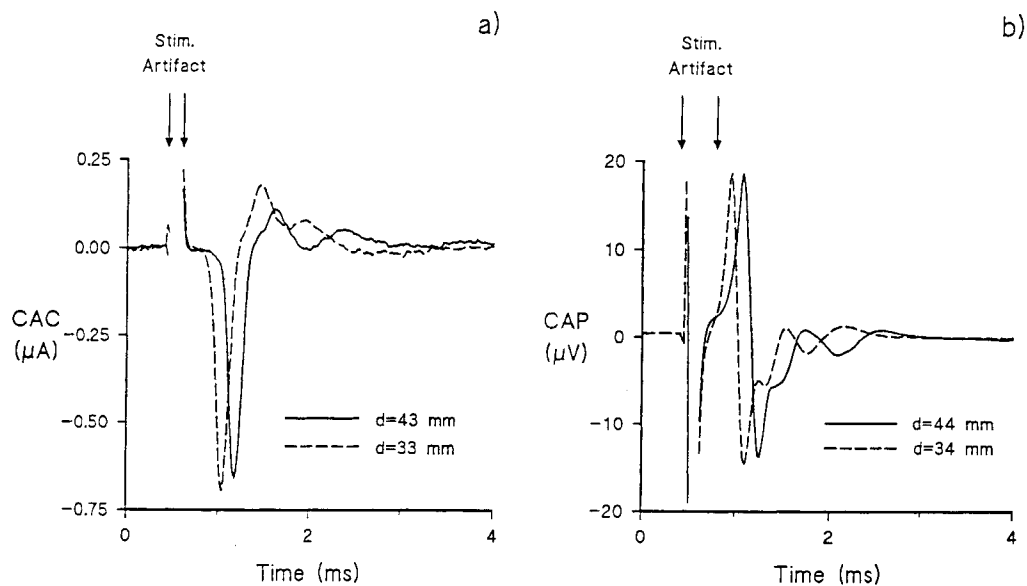 a)
Stim.
Artifact
0.25
0.00
CAC
(μA)
−0.25
−0.50
−0.75
d=43 mm
d=33 mm
0
2
4
Time (ms)
b)
Stim.
Artifact
20
10
CAP
0
(μV)
−10
−20
d=44 mm
d=34 mm
0
2
4
Time (ms)